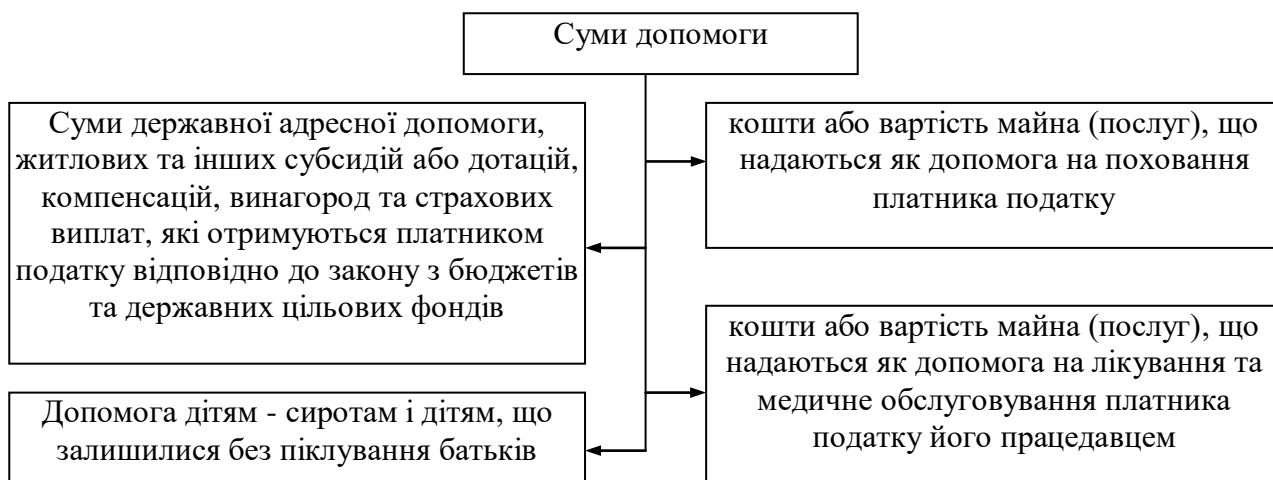 Суми допомоги
Суми державної адресної допомоги,
житлових та інших субсидій або дотацій,
компенсацій, винагород та страхових
виплат, які отримуються платником
податку відповідно до закону з бюджетів
та державних цільових фондів
кошти або вартість майна (послуг), що
надаються як допомога на поховання
платника податку
кошти або вартість майна (послуг), що
надаються як допомога на лікування та
медичне обслуговування платника
податку його працедавцем
Допомога дітям - сиротам і дітям, що
залишилися без піклування батьків